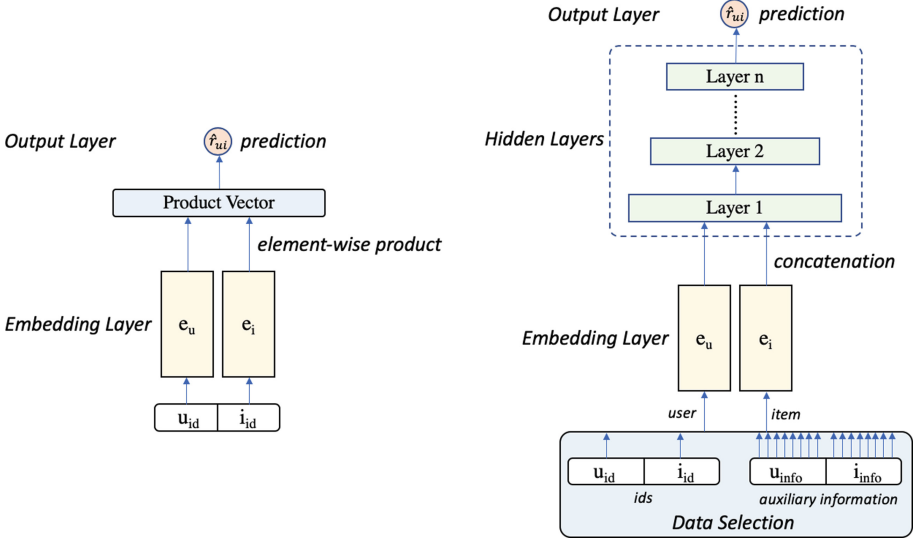 Output Layer
r̂ui
prediction
Product Vector
element-wise product
Embedding Layer
eu
ei
uid
iid
Output Layer
r̂ui
prediction
Layer n
Hidden Layers
Layer 2
Layer 1
concatenation
Embedding Layer
eu
ei
user
item
uid
iid
uinfo
iinfo
ids
auxiliary information
Data Selection